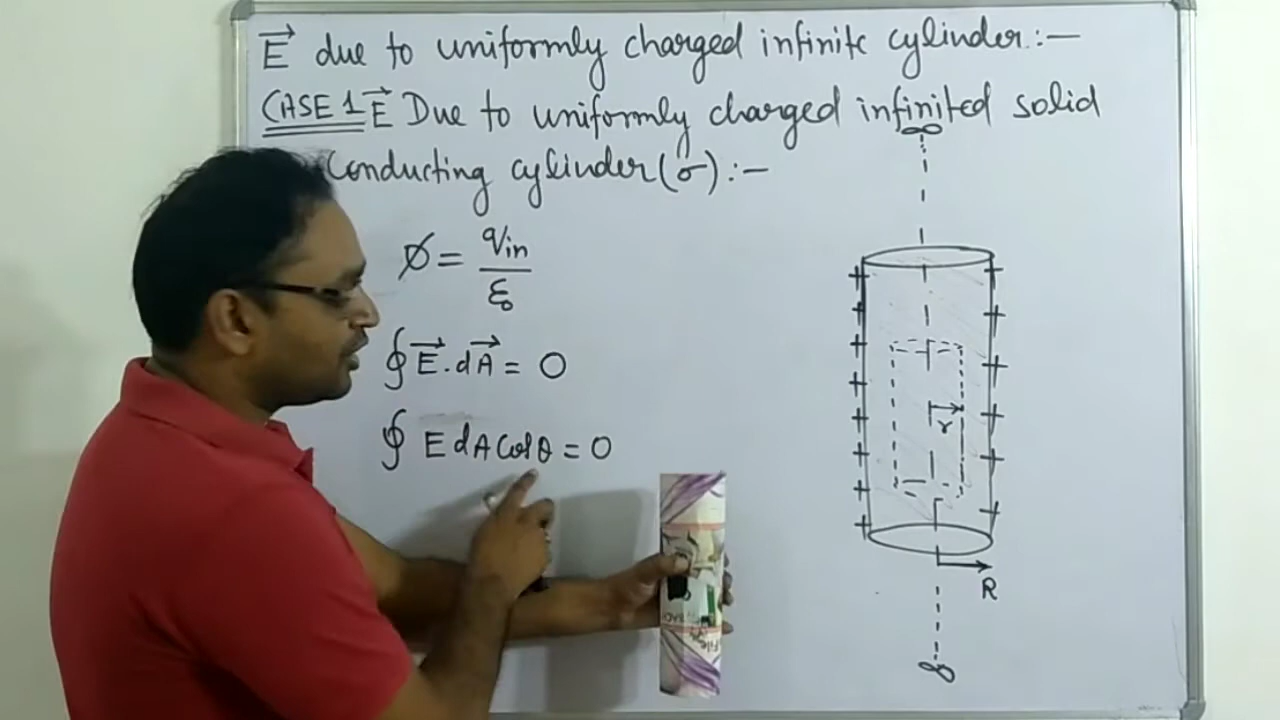 E⃗ due to uniformly charged infinite cylinder:—
CASE 1 E⃗ Due to uniformly charged infinited solid
Conducting cylinder(σ):—
∅ = qin/ε₀
∮ E⃗.dA⃗ = 0
∮ E dA Cosθ = 0
∞
r
R
∞